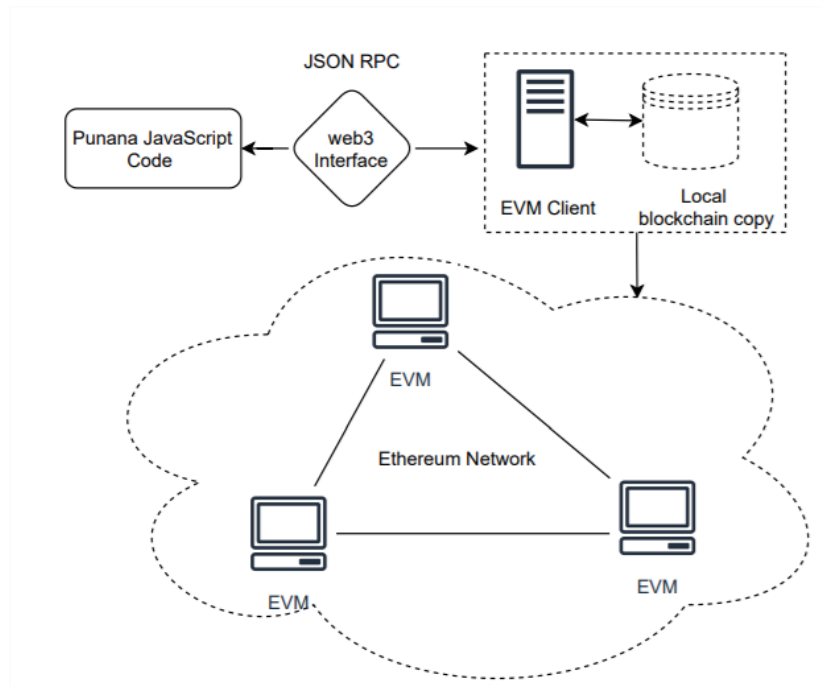 JSON RPC
Punana JavaScript
Code
web3
Interface
EVM Client
Local
blockchain copy
EVM
Ethereum Network
EVM
EVM